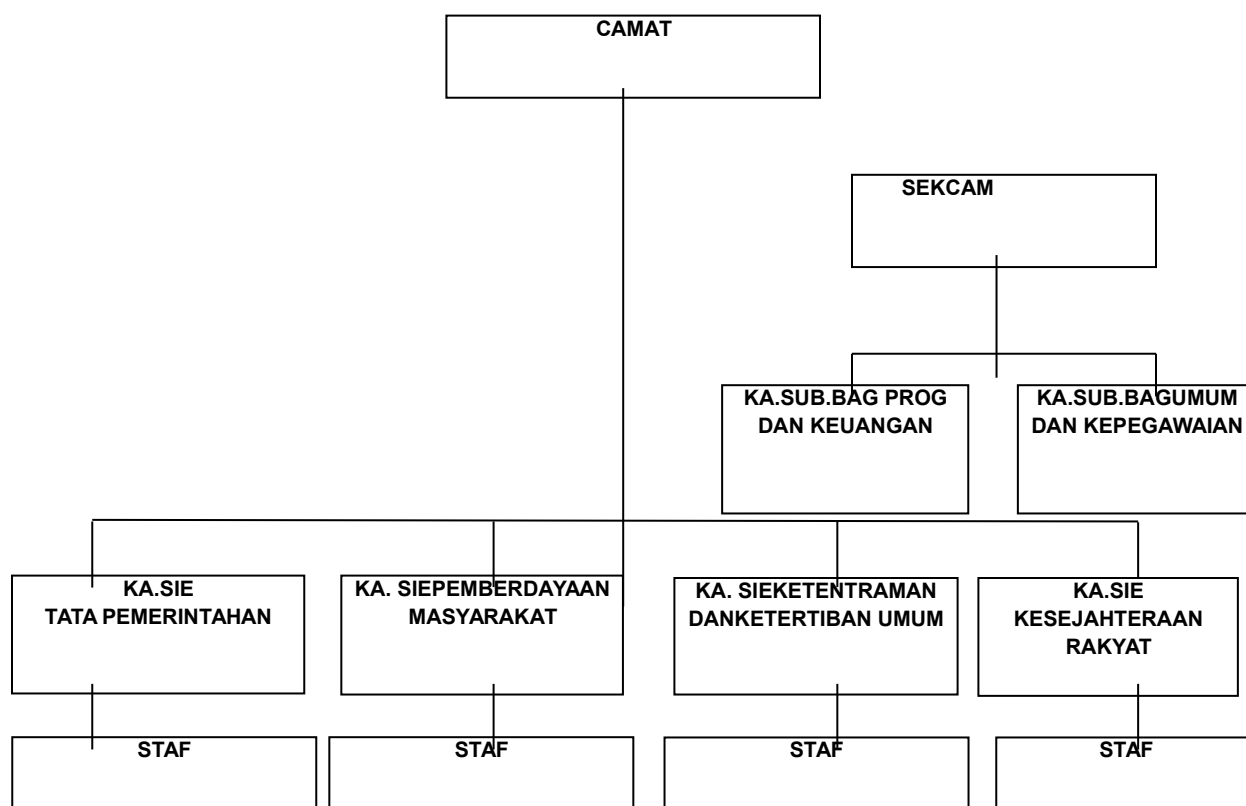 CAMAT
SEKCAM
KA.SUB.BAG PROG
DAN KEUANGAN
KA.SUB.BAGUMUM
DAN KEPEGAWAIAN
KA.SIE
TATA PEMERINTAHAN
KA. SIEPEMBERDAYAAN
MASYARAKAT
KA. SIEKETENTRAMAN
DANKETERTIBAN UMUM
KA.SIE
KESEJAHTERAAN
RAKYAT
STAF
STAF
STAF
STAF